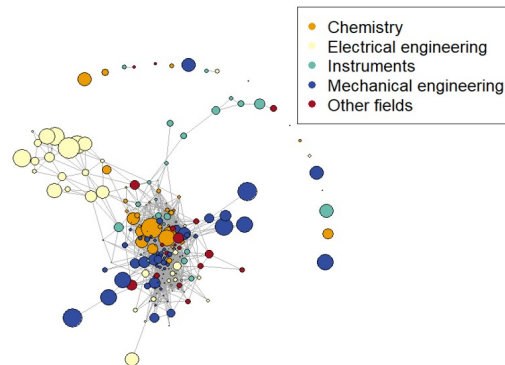 Chemistry
Electrical engineering
Instruments
Mechanical engineering
Other fields